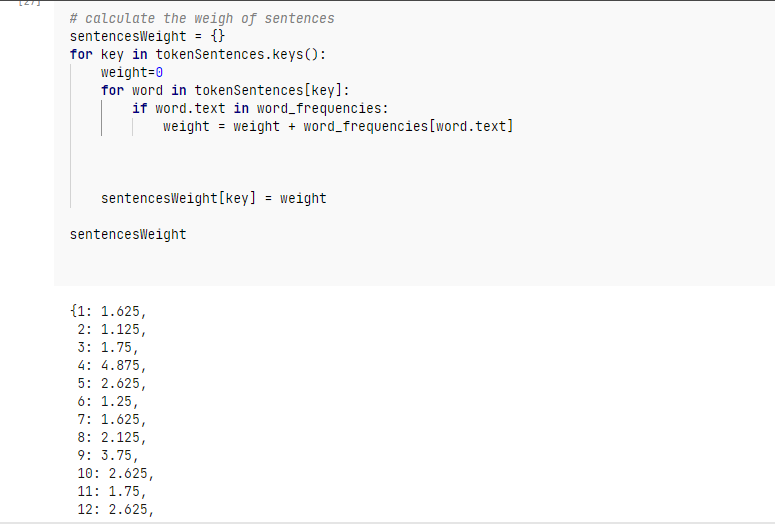 [27]
# calculate the weigh of sentences
sentencesWeight = {}
for key in tokenSentences.keys():
    weight=0
    for word in tokenSentences[key]:
        if word.text in word_frequencies:
            weight = weight + word_frequencies[word.text]
    sentencesWeight[key] = weight
sentencesWeight
{1: 1.625,
 2: 1.125,
 3: 1.75,
 4: 4.875,
 5: 2.625,
 6: 1.25,
 7: 1.625,
 8: 2.125,
 9: 3.75,
 10: 2.625,
 11: 1.75,
 12: 2.625,